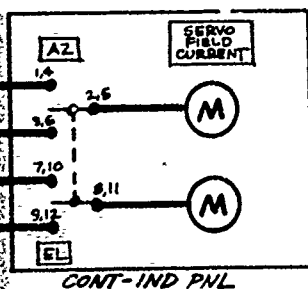 AZ
SERVO
FIELD
CURRENT
1,4
2,5
M
3,6
7,10
8,11
M
9,12
EL
CONT-IND PNL